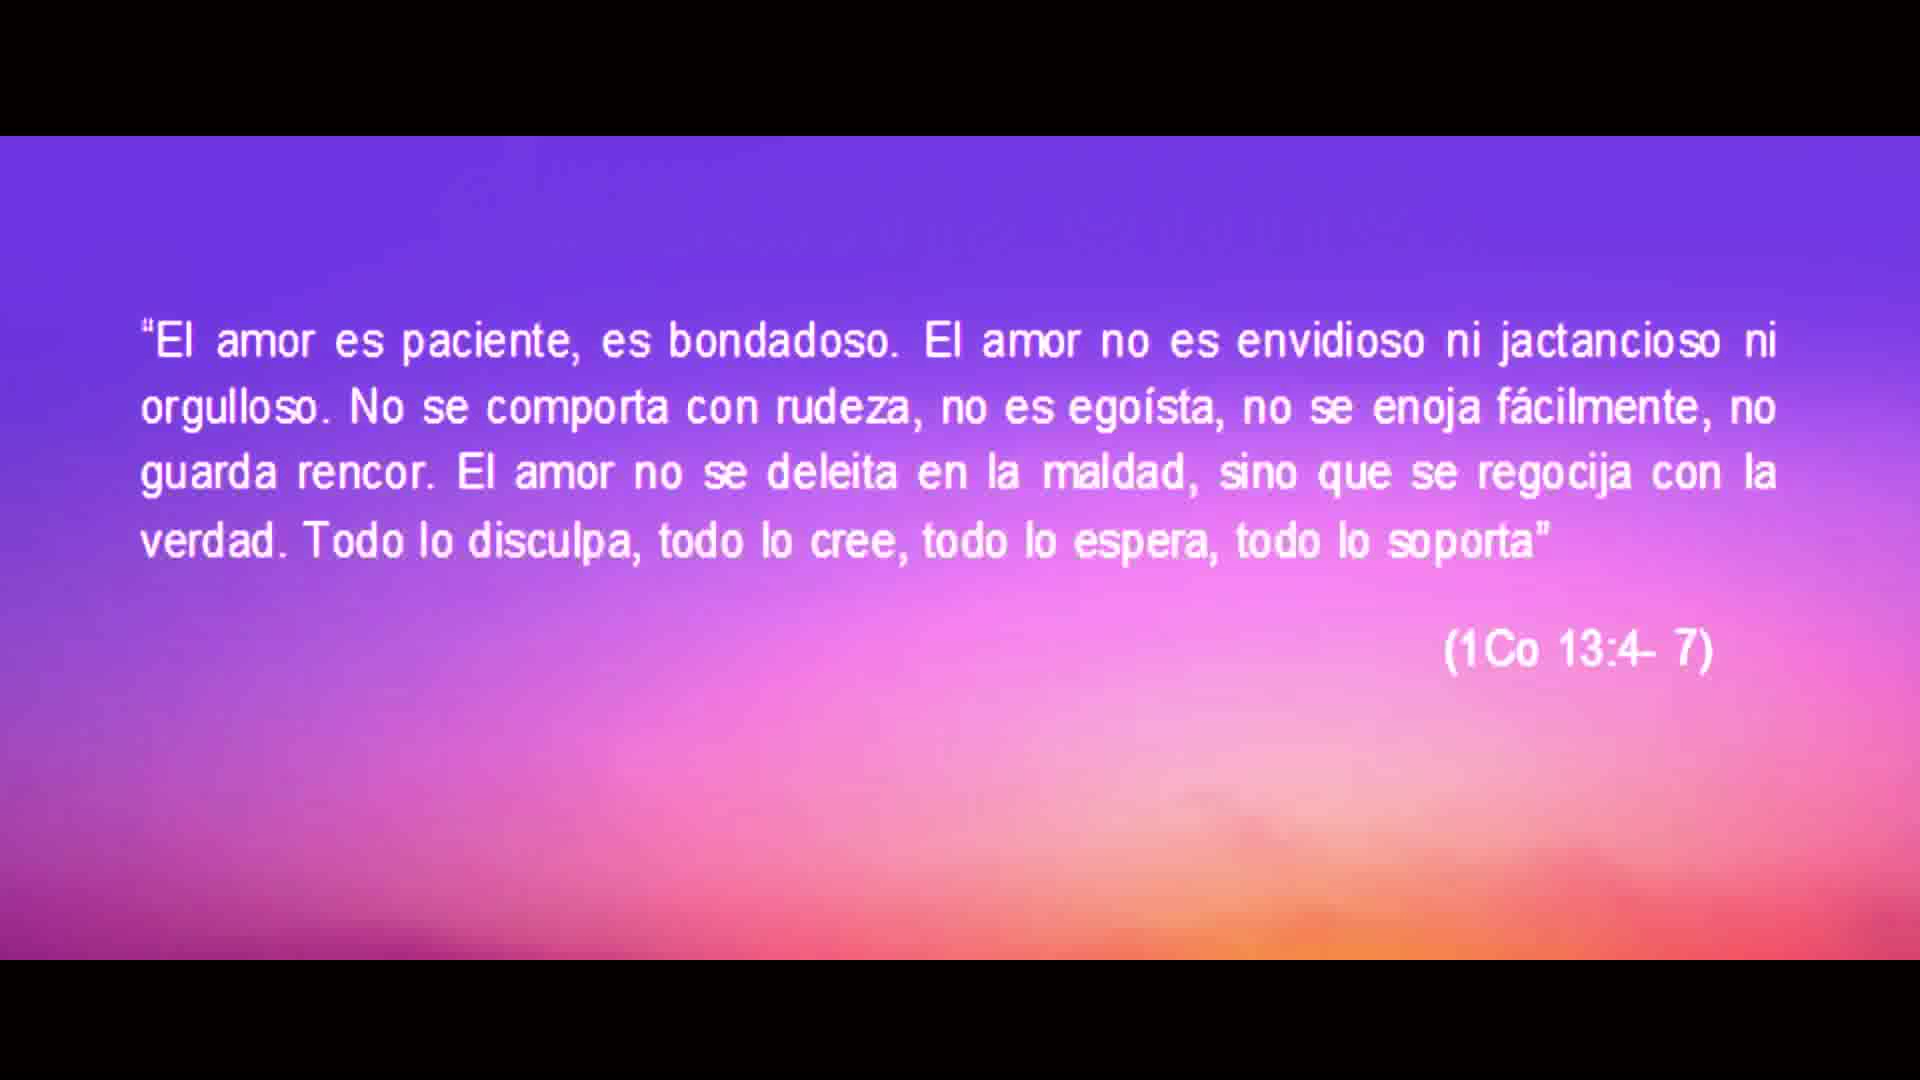 “El amor es paciente, es bondadoso. El amor no es envidioso ni jactancioso ni
orgulloso. No se comporta con rudeza, no es egoísta, no se enoja fácilmente, no
guarda rencor. El amor no se deleita en la maldad, sino que se regocija con la
verdad. Todo lo disculpa, todo lo cree, todo lo espera, todo lo soporta”
(1Co 13:4- 7)